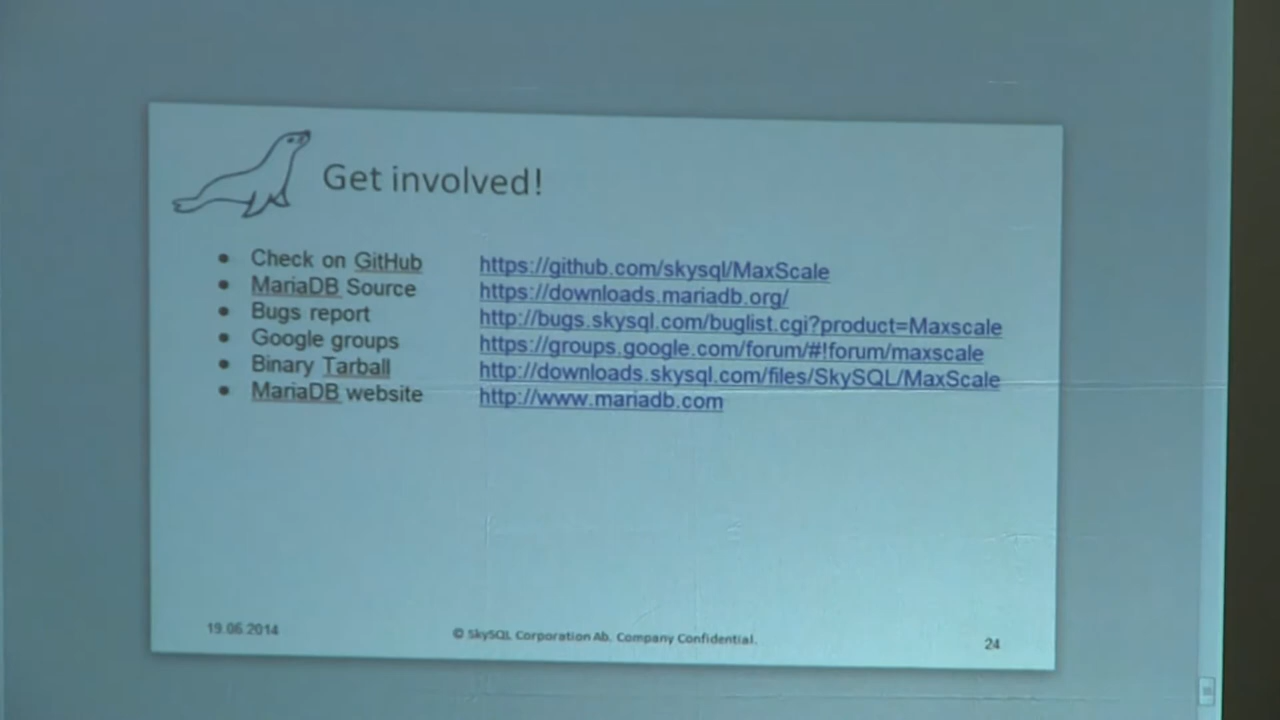 Get involved!
Check on GitHub https://github.com/skysql/MaxScale
MariaDB Source https://downloads.mariadb.org/
Bugs report http://bugs.skysql.com/buglist.cgi?product=Maxscale
Google groups https://groups.google.com/forum/#!forum/maxscale
Binary Tarball http://downloads.skysql.com/files/SkySQL/MaxScale
MariaDB website http://www.mariadb.com
19.06.2014 © SkySQL Corporation Ab. Company Confidential. 24